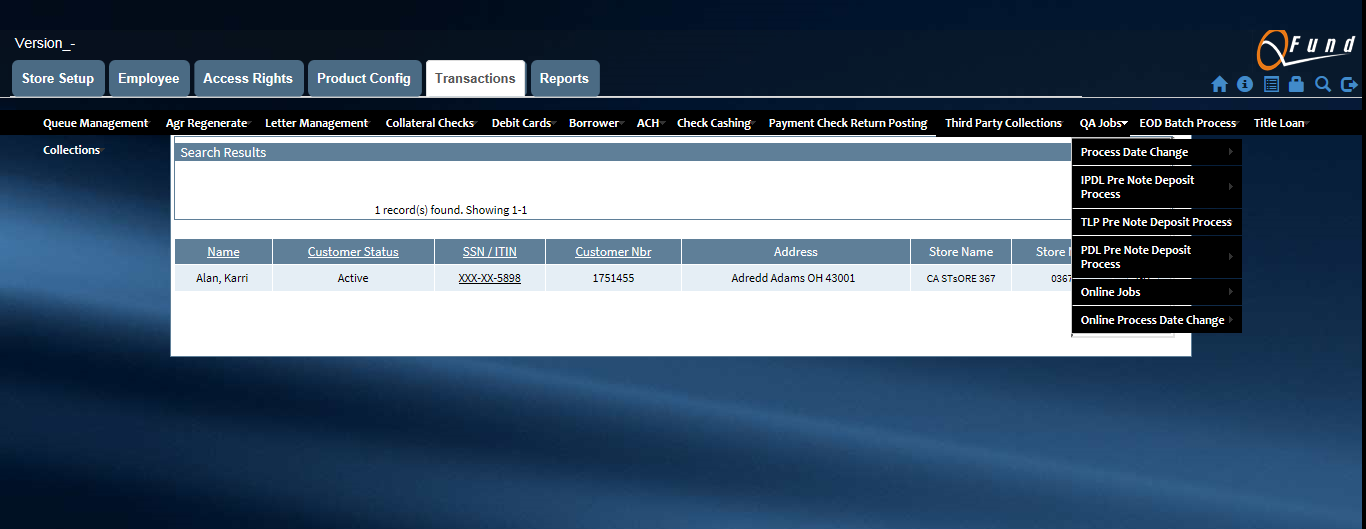 Version_-
QFund
Store Setup Employee Access Rights Product Config Transactions Reports
Queue Management Agr Regenerate Letter Management Collateral Checks Debit Cards Borrower ACH Check Cashing Payment Check Return Posting Third Party Collections QA Jobs EOD Batch Process Title Loan
Collections
Search Results
Process Date Change
IPDL Pre Note Deposit
Process
1 record(s) found. Showing 1-1
TLP Pre Note Deposit Process
PDL Pre Note Deposit
Process
Online Jobs
Online Process Date Change
Name Customer Status SSN / ITIN Customer Nbr Address Store Name Store
Alan, Karri Active XXX-XX-5898 1751455 Adredd Adams OH 43001 CA STsORE 367 0367